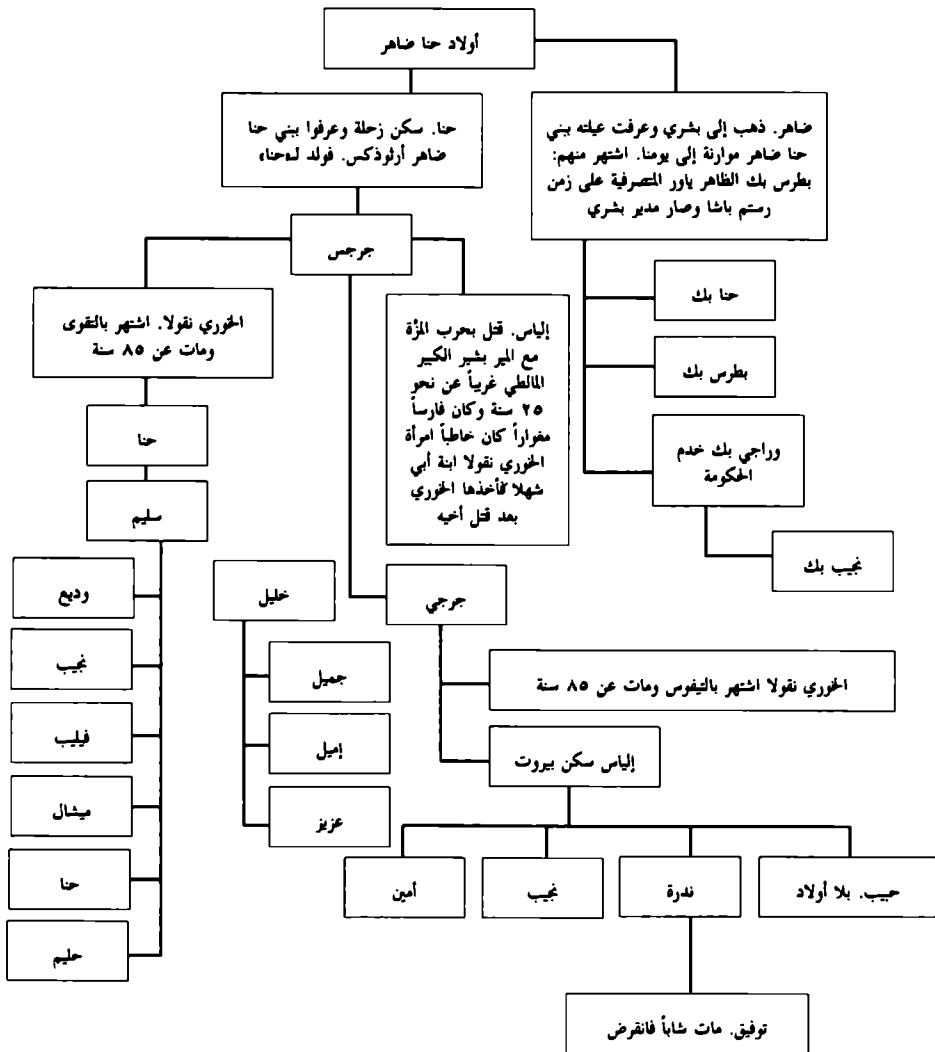 أولاد حنا ضاهر
ضاهر. ذهب إلى بشري وعرفت عيلته ببني
حنا ضاهر موارنة إلى يومنا. اشتهر منهم:
بطرس بك الظاهر ياور المتصرفية على زمن
رستم باشا وصار مدير بشري
حنا بك
بطرس بك
وراجي بك خدم
الحكومة
نجيب بك
حنا. سكن زحلة وعرفوا ببني حنا
ضاهر أرثوذكس. فولد لـ«حنا»
جرجس
إلياس. قتل بحرب المزّة
مع المير بشير الكبير
المالطي غريباً عن نحو
٢٥ سنة وكان فارساً
مغواراً كان خاطباً امرأة
الخوري نقولا ابنة أبي
شهلا فأخذها الخوري
بعد قتل أخيه
الخوري نقولا. اشتهر بالتقوى
ومات عن ٨٥ سنة
حنا
سليم
وديع
نجيب
فيليب
ميشال
حنا
حليم
خليل
جميل
إميل
عزيز
جرجي
الخوري نقولا اشتهر بالتيفوس ومات عن ٨٥ سنة
إلياس سكن بيروت
حبيب. بلا أولاد
ندرة
نجيب
أمين
توفيق. مات شاباً فانقرض